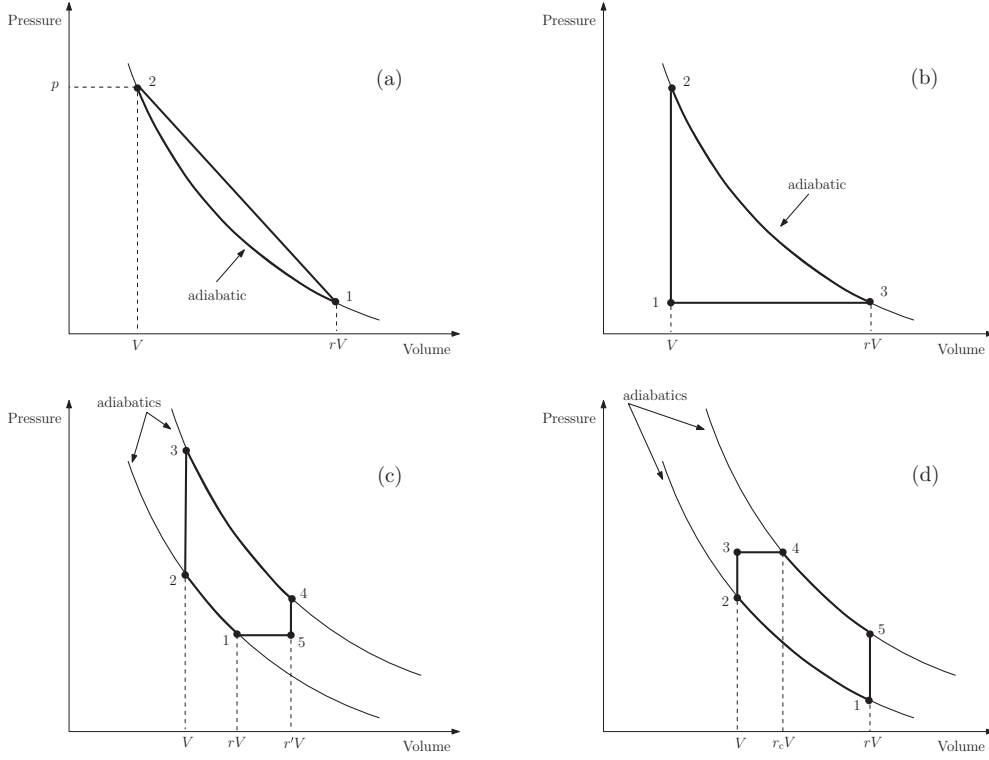 Pressure
(a)
p
2
adiabatic
1
V
rV
Volume
Pressure
(b)
2
adiabatic
1
3
V
rV
Volume
adiabatics
Pressure
(c)
3
2
4
1
5
V
rV
r′V
Volume
adiabatics
Pressure
(d)
3
4
2
5
1
V
r_cV
rV
Volume